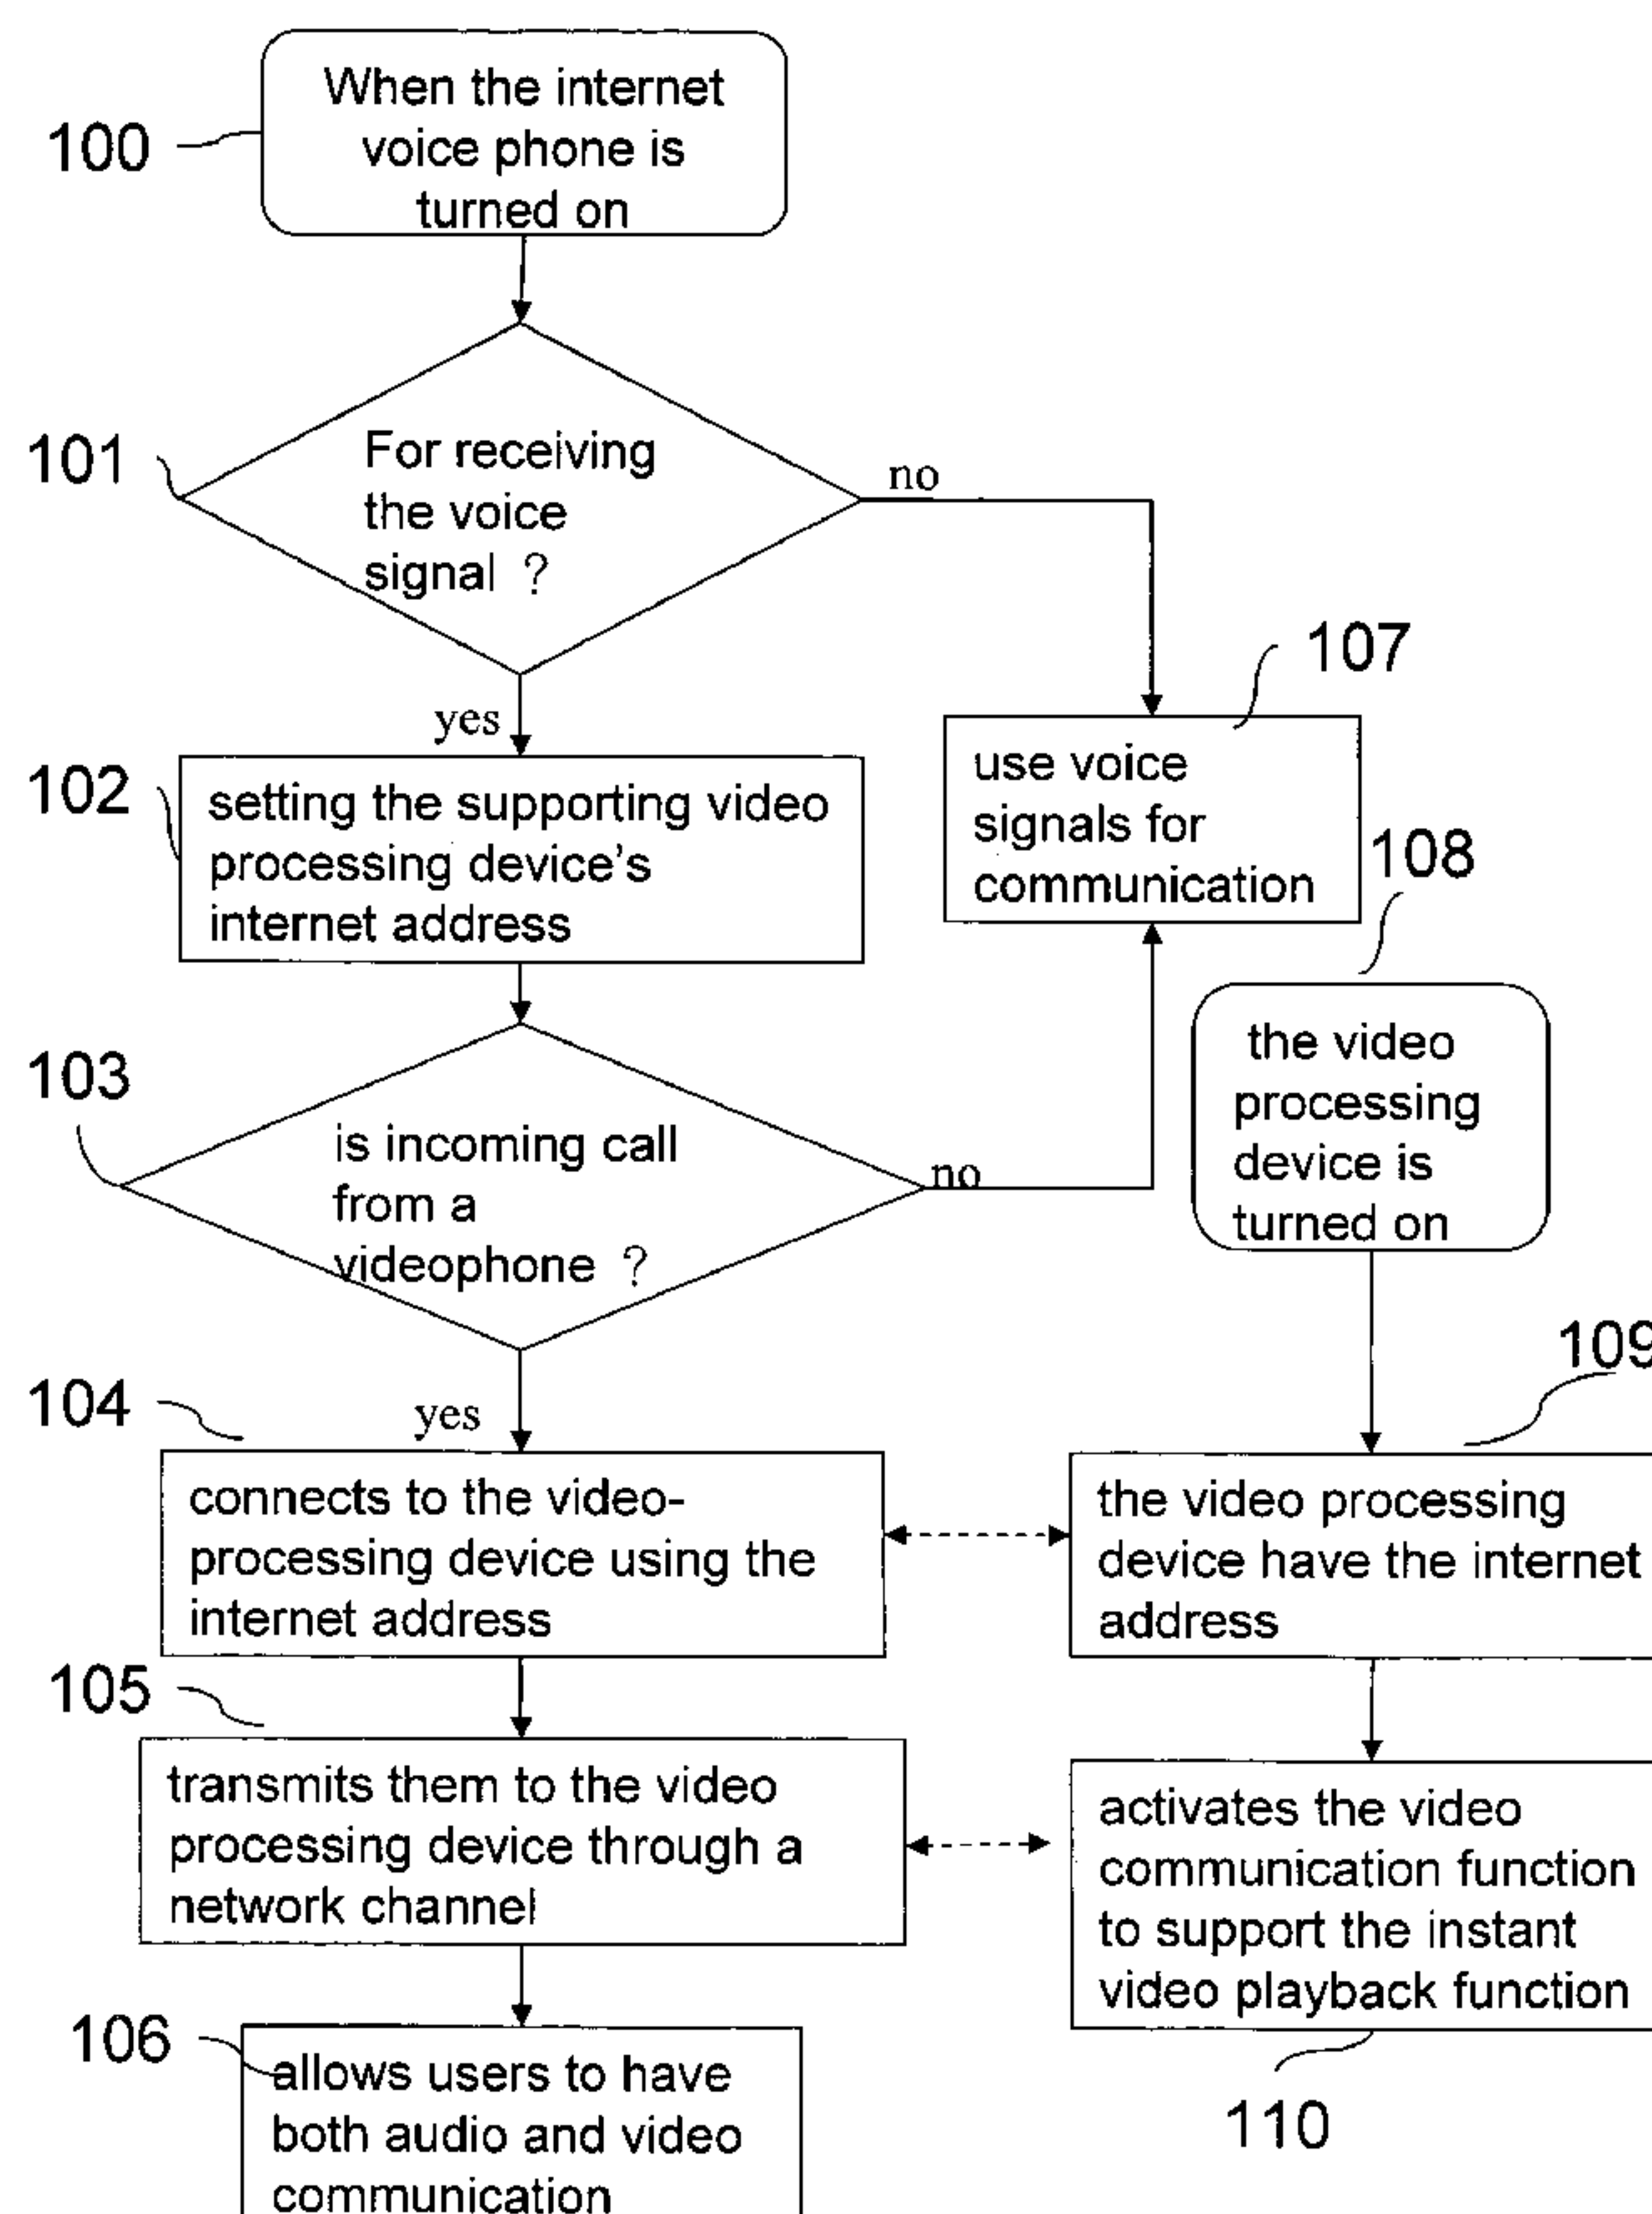 100
When the internet
voice phone is
turned on
101
For receiving
the voice
signal ?
no
yes
107
use voice
signals for
communication
102
setting the supporting video
processing device's
internet address
108
the video
processing
device is
turned on
103
is incoming call
from a
videophone ?
no
yes
109
104
connects to the video-
processing device using the
internet address
the video processing
device have the internet
address
105
transmits them to the video
processing device through a
network channel
activates the video
communication function
to support the instant
video playback function
110
106
allows users to have
both audio and video
communication